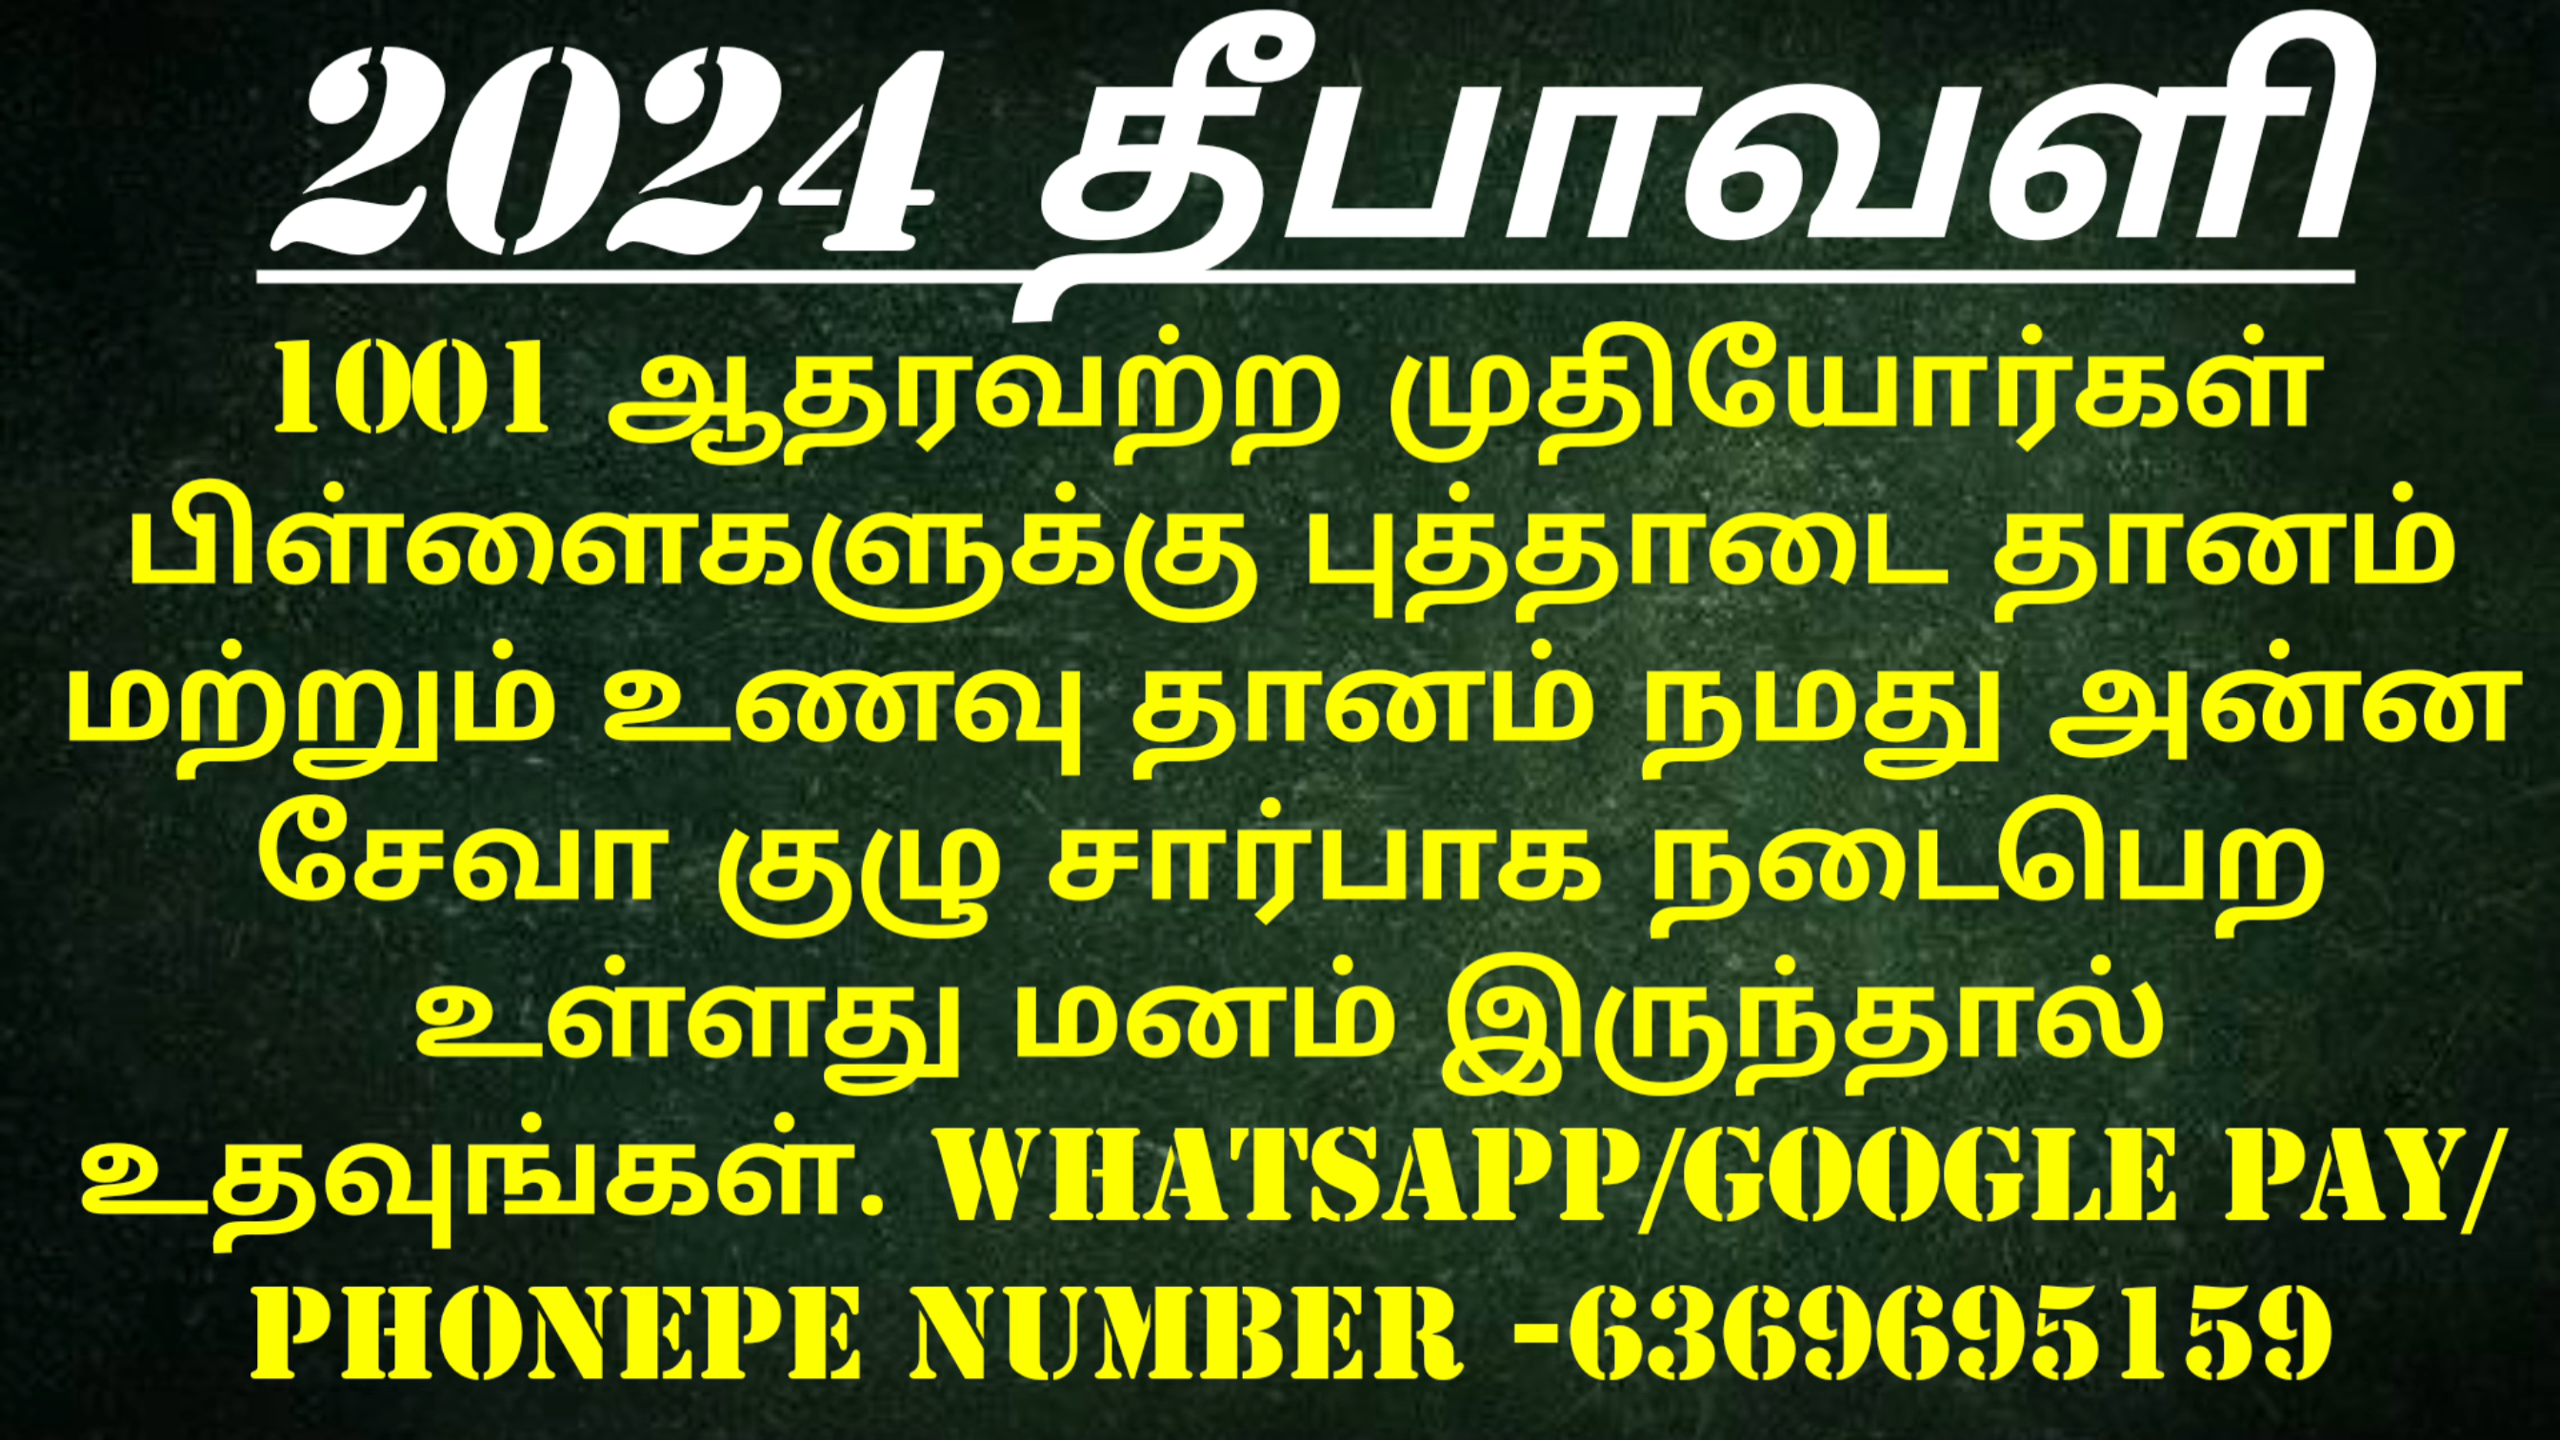 2024 தீபாவளி
1001 ஆதரவற்ற முதியோர்கள்
பிள்ளைகளுக்கு புத்தாடை தானம்
மற்றும் உணவு தானம் நமது அன்ன
சேவா குழு சார்பாக நடைபெற
உள்ளது மனம் இருந்தால்
உதவுங்கள். WHATSAPP/GOOGLE PAY/
PHONEPE NUMBER -6369695159